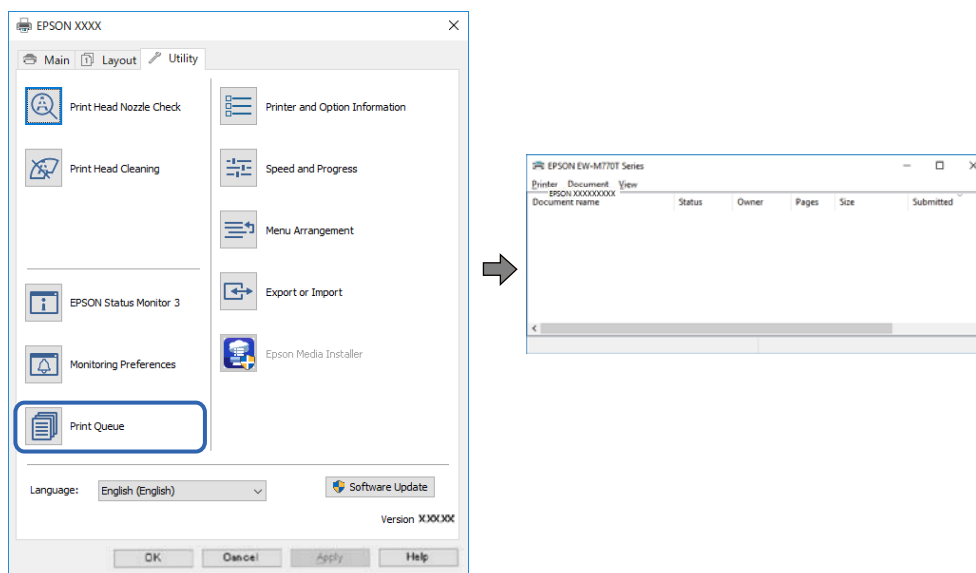 EPSON XXXX
Main
Layout
Utility
Print Head Nozzle Check
Print Head Cleaning
EPSON Status Monitor 3
Monitoring Preferences
Print Queue
Printer and Option Information
Speed and Progress
Menu Arrangement
Export or Import
Epson Media Installer
Language:
English (English)
Software Update
Version X.XX.XX
OK
Cancel
Apply
Help
EPSON EW-M770T Series
Printer Document View
EPSON XXXXXXXXX
Document Name Status Owner Pages Size Submitted